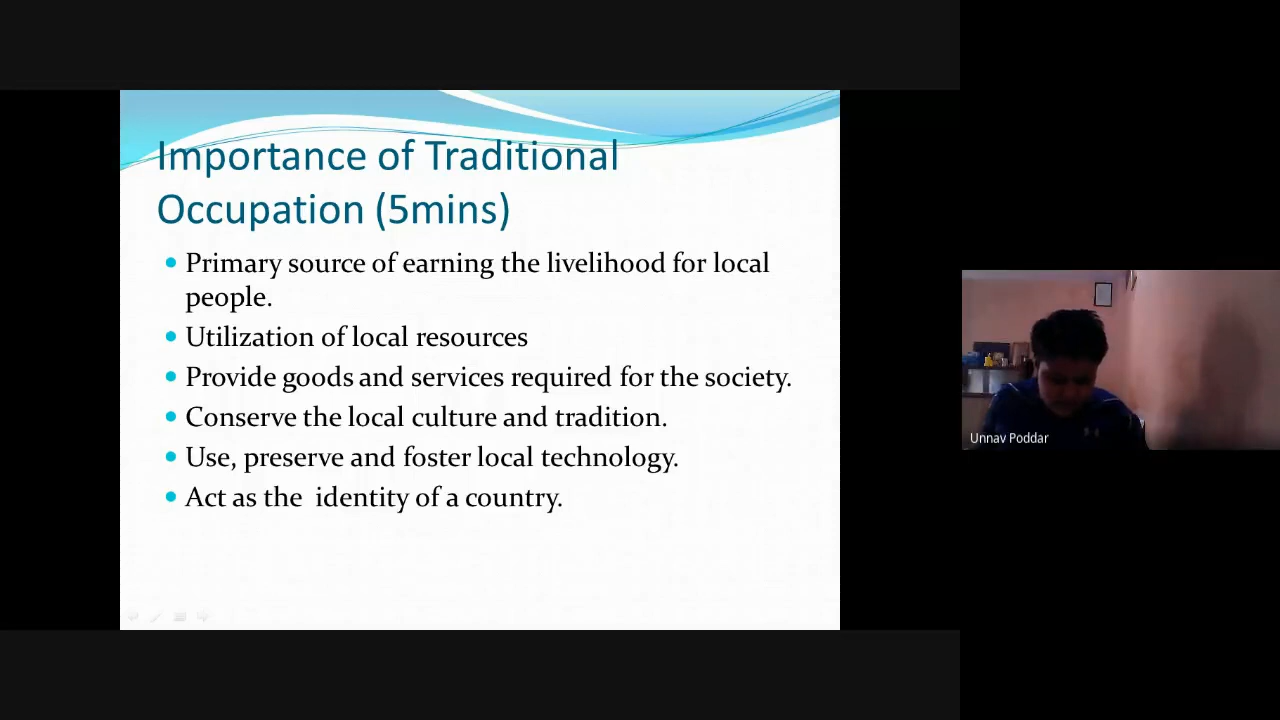 Importance of Traditional
Occupation (5mins)
Primary source of earning the livelihood for local
people.
Utilization of local resources
Provide goods and services required for the society.
Conserve the local culture and tradition.
Use, preserve and foster local technology.
Act as the  identity of a country.
Unnav Poddar